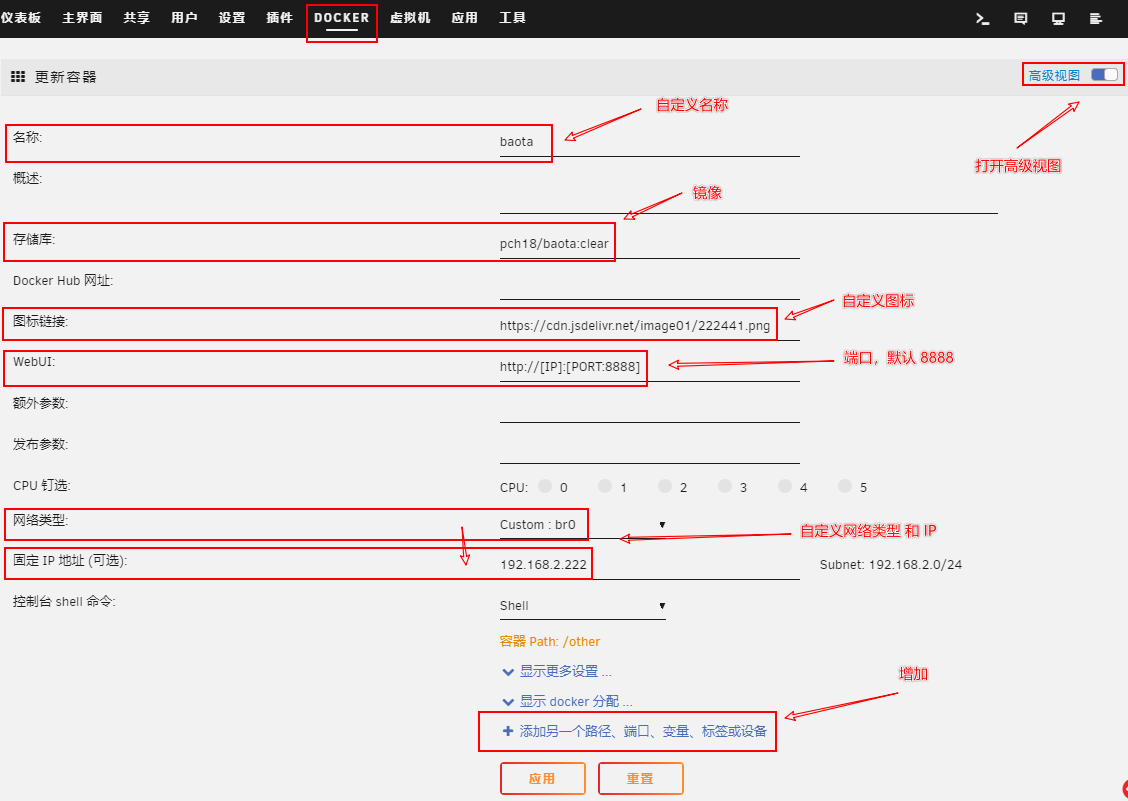 仪表板 主界面 共享 用户 设置 插件 DOCKER 虚拟机 应用 工具
更新容器 高级视图
自定义名称
名称: baota
打开高级视图
概述:
镜像
存储库: pch18/baota:clear
Docker Hub 网址:
自定义图标
图标链接: https://cdn.jsdelivr.net/image01/222441.png
WebUI: http://[IP]:[PORT:8888] 端口，默认 8888
额外参数:
发布参数:
CPU 钉选: CPU: 0 1 2 3 4 5
网络类型: Custom : br0 自定义网络类型 和 IP
固定 IP 地址 (可选): 192.168.2.222 Subnet: 192.168.2.0/24
控制台 shell 命令: Shell
容器 Path: /other
显示更多设置 ...
增加
显示 docker 分配 ...
添加另一个路径、端口、变量、标签或设备
应用 重置